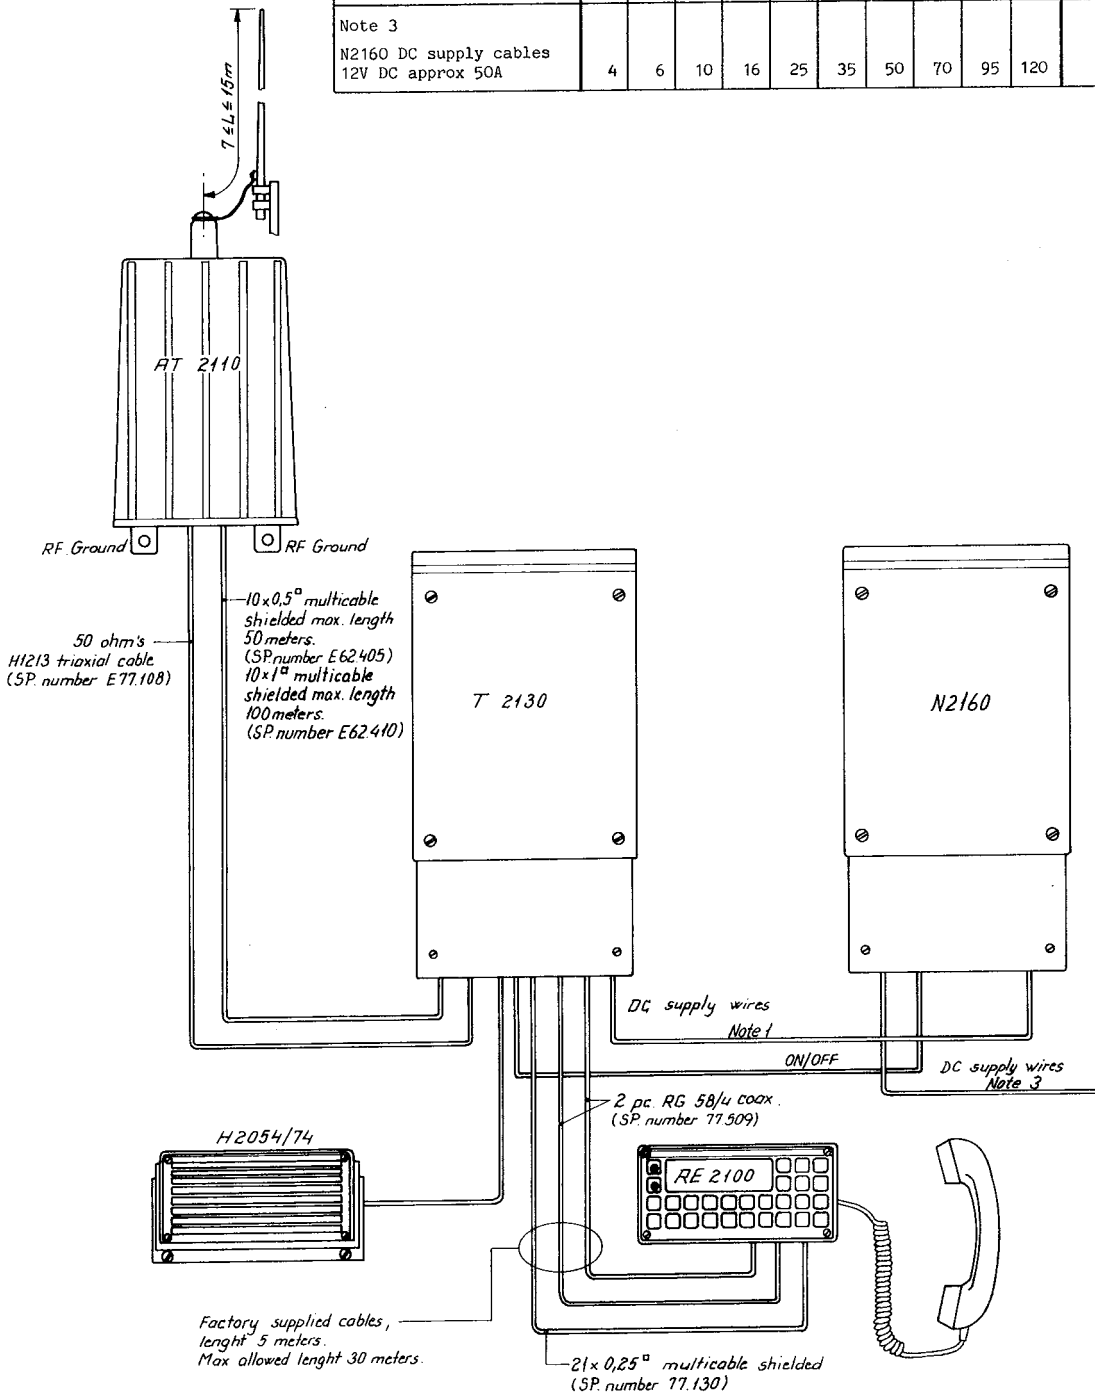 Note 3
N2160 DC supply cables
12V DC approx 50A
4 6 10 16 25 35 50 70 95 120
7 ≤ L ≤ 15m
AT 2110
RF Ground
RF Ground
10x0,5▫ multicable
shielded max. length
50 meters.
(SP. number E62.405)
10x1▫ multicable
shielded max. length
100 meters.
(SP. number E62.410)
50 ohm's
H1213 triaxial cable
(SP. number E77.108)
T 2130
N2160
DC supply wires
Note 1
ON/OFF
DC supply wires
Note 3
2 pc. RG 58/u coax.
(SP. number 77.509)
H2054/74
RE 2100
Factory supplied cables,
lenght 5 meters.
Max allowed lenght 30 meters.
21x 0,25▫ multicable shielded
(SP. number 77.130)